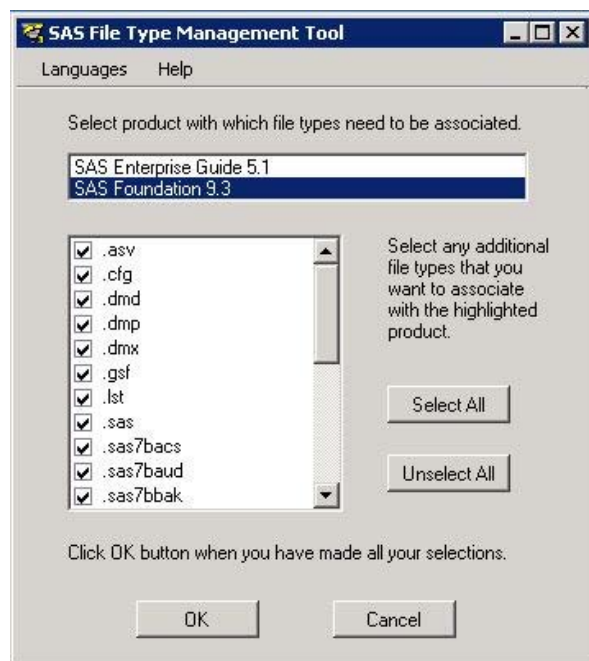 SAS File Type Management Tool
Languages Help
Select product with which file types need to be associated.
SAS Enterprise Guide 5.1
SAS Foundation 9.3
.asv
.cfg
.dmd
.dmp
.dmx
.gsf
.lst
.sas
.sas7bacs
.sas7baud
.sas7bbak
Select any additional
file types that you
want to associate
with the highlighted
product.
Select All
Unselect All
Click OK button when you have made all your selections.
OK Cancel